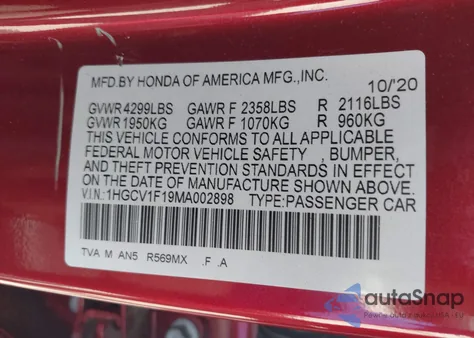 MFD.BY HONDA OF AMERICA MFG.,INC. 10/'20
GVWR 4299LBS GAWR F 2358LBS R 2116LBS
GVWR 1950KG GAWR F 1070KG R 960KG
THIS VEHICLE CONFORMS TO ALL APPLICABLE
FEDERAL MOTOR VEHICLE SAFETY , BUMPER,
AND THEFT PREVENTION STANDARDS IN EFFECT
ON THE DATE OF MANUFACTURE SHOWN ABOVE.
V.I.N.:1HGCV1F19MA002898 TYPE:PASSENGER CAR
TVA M AN5 R569MX .F .A
autoSnap